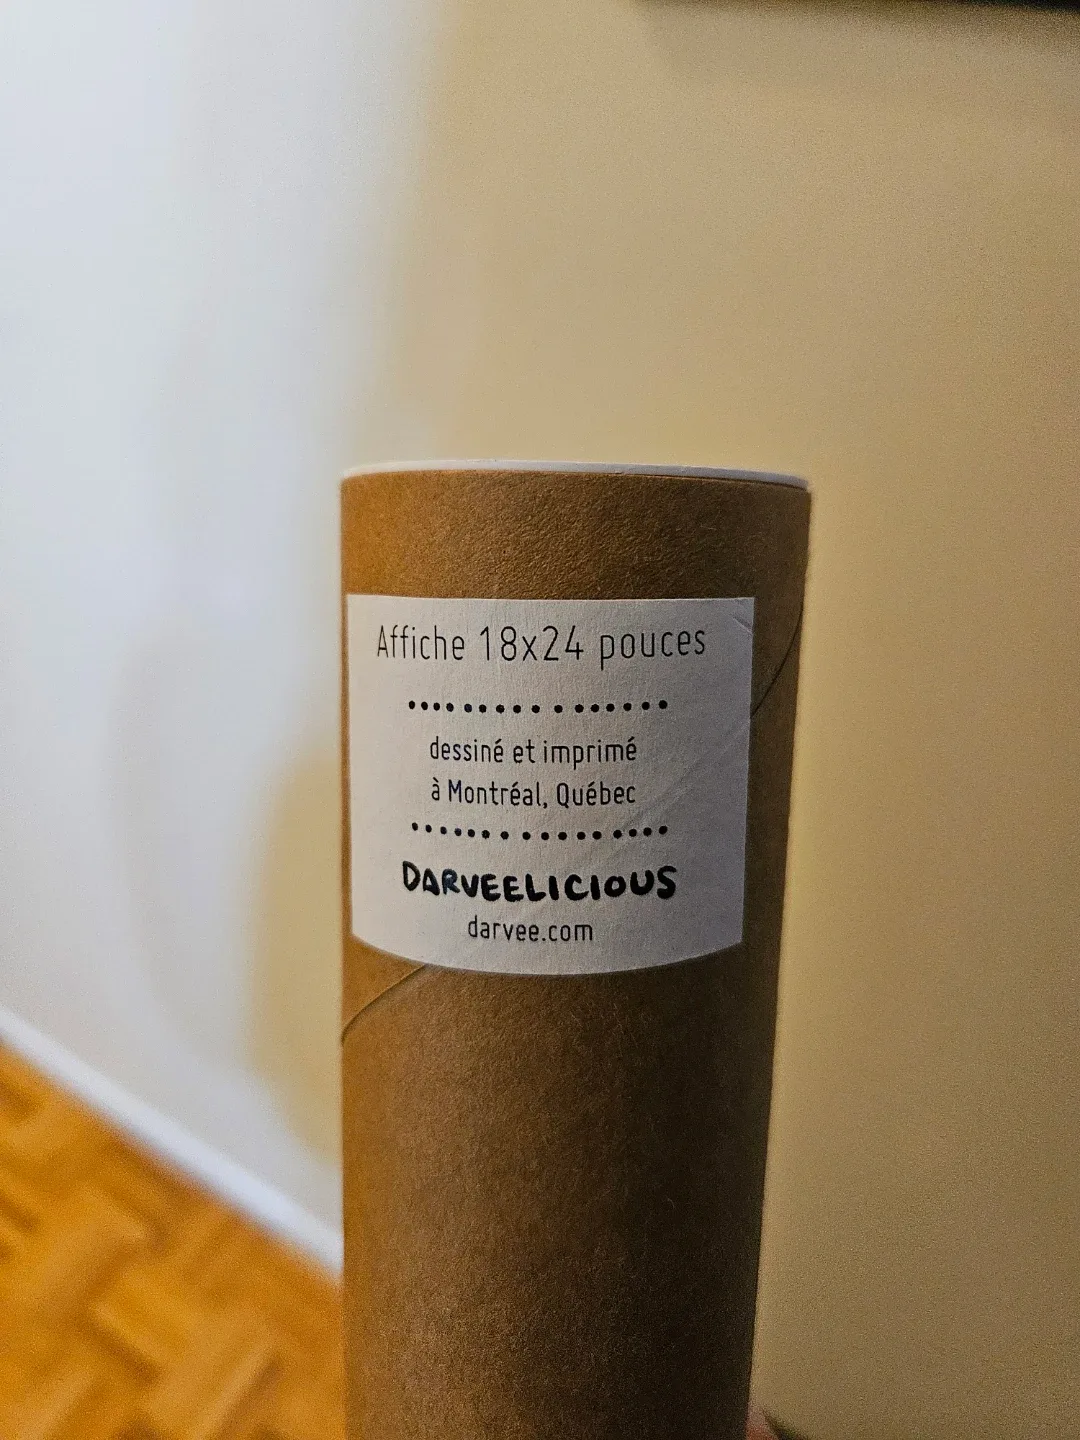 Affiche 18x24 pouces
dessiné et imprimé
à Montréal, Québec
DARVEELICIOUS
darvee.com